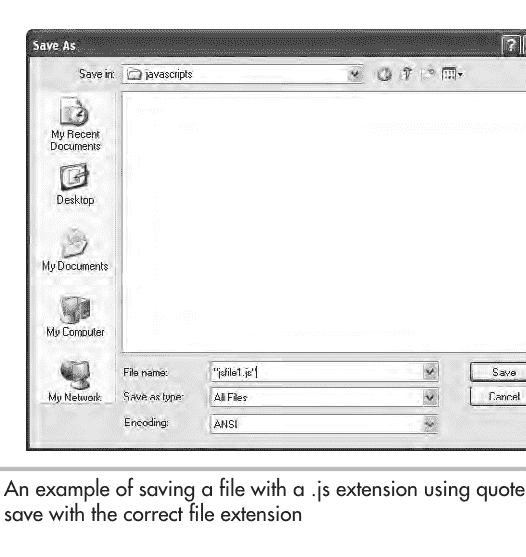 Save As
Save in:
javascripts
My Recent
Documents
Desktop
My Documents
My Computer
My Network
File name:
"jsfile1.js"
Save
Save as type:
All Files
Cancel
Encoding:
ANSI
An example of saving a file with a .js extension using quote
save with the correct file extension